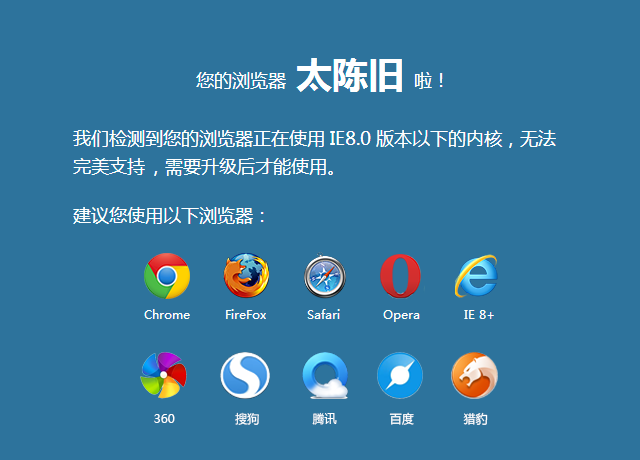 您的浏览器 太陈旧 啦！
我们检测到您的浏览器正在使用 IE8.0 版本以下的内核，无法
完美支持，需要升级后才能使用。
建议您使用以下浏览器：
Chrome FireFox Safari Opera IE 8+
360 搜狗 腾讯 百度 猎豹